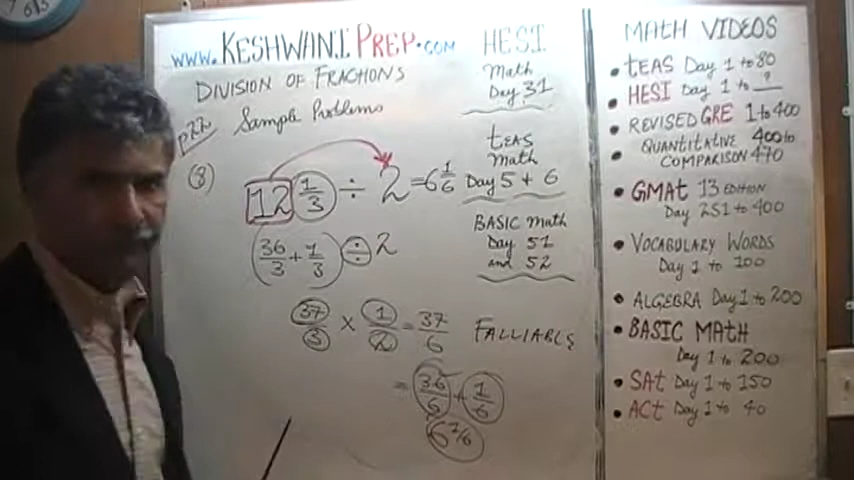 www.KESHWANIPREP.com
DIVISION OF FRACTIONS
P22 Sample Problems
(8)
12 1/3 ÷ 2 = 6 1/6
(36/3 + 1/3) ÷ 2
37/3 x 1/2 = 37/6
= 36/6 + 1/6
6 1/6
HESI
Math
Day 31
tEAS
Math
Day 5 + 6
BASIC Math
Day 51
and 52
FALLIABLE
MATH VIDEOS
• tEAS Day 1 to 80
• HESI Day 1 to ?
• REVISED GRE 1 to 400
• QUANTITATIVE 400 to
COMPARISON 470
• GMAt 13 EDITION
Day 251 to 400
• VOCABULARY WORDS
Day 1 to 100
• ALGEBRA Day 1 to 200
• BASIC MATH
Day 1 to 200
• SAt Day 1 to 150
• ACt Day 1 to 40